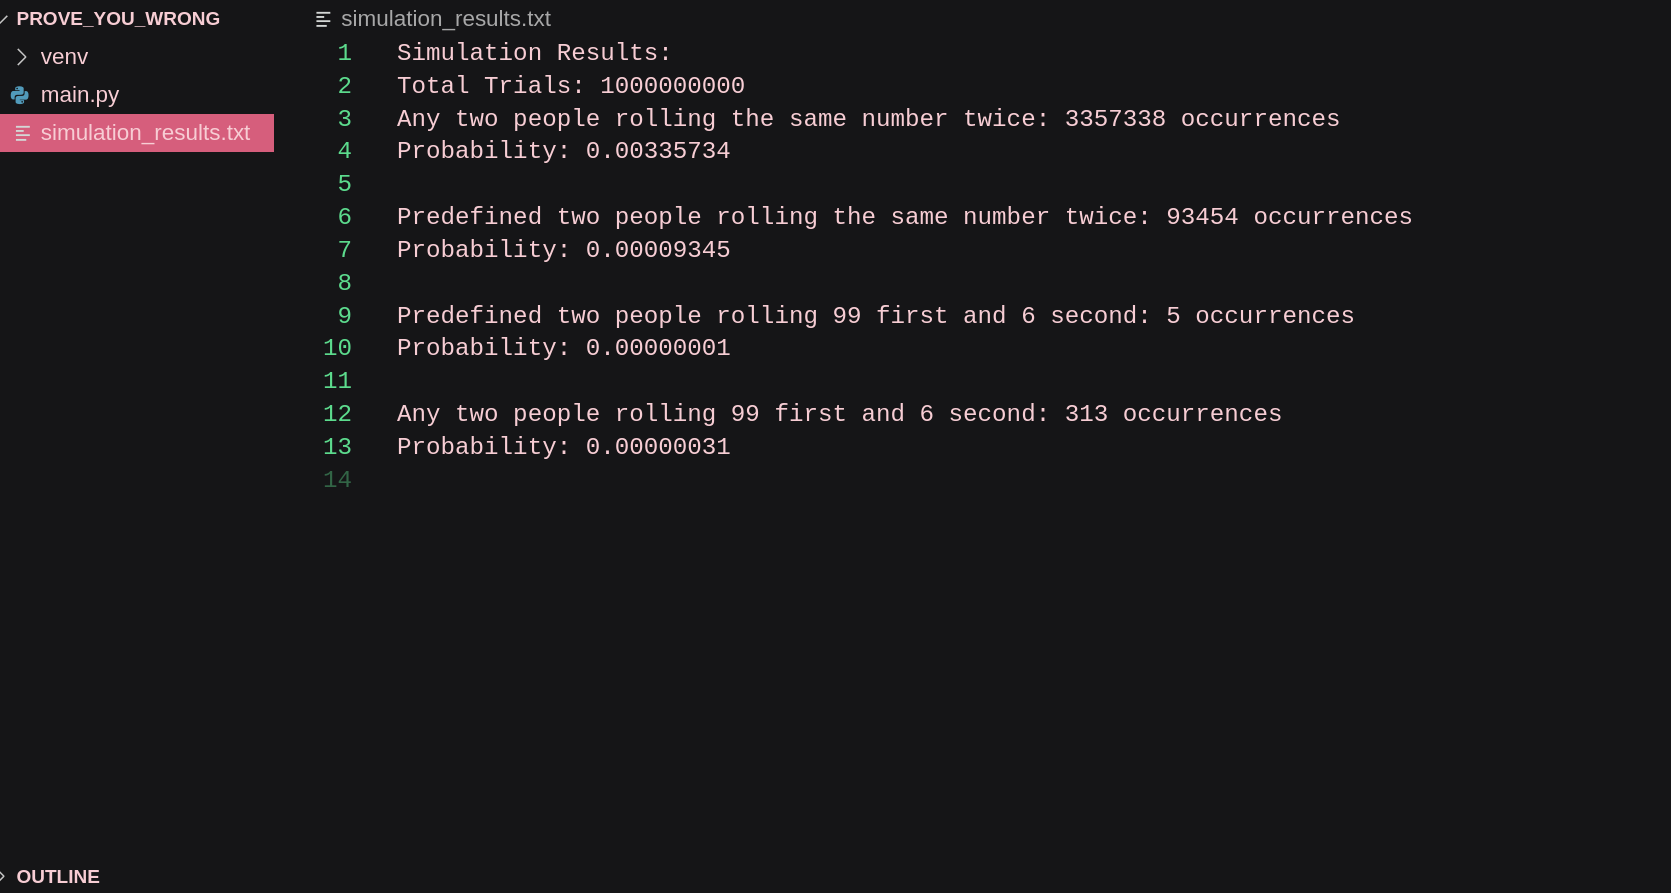 PROVE_YOU_WRONG
venv
main.py
simulation_results.txt
simulation_results.txt
1 Simulation Results:
2 Total Trials: 1000000000
3 Any two people rolling the same number twice: 3357338 occurrences
4 Probability: 0.00335734
5
6 Predefined two people rolling the same number twice: 93454 occurrences
7 Probability: 0.00009345
8
9 Predefined two people rolling 99 first and 6 second: 5 occurrences
10 Probability: 0.00000001
11
12 Any two people rolling 99 first and 6 second: 313 occurrences
13 Probability: 0.00000031
14
OUTLINE